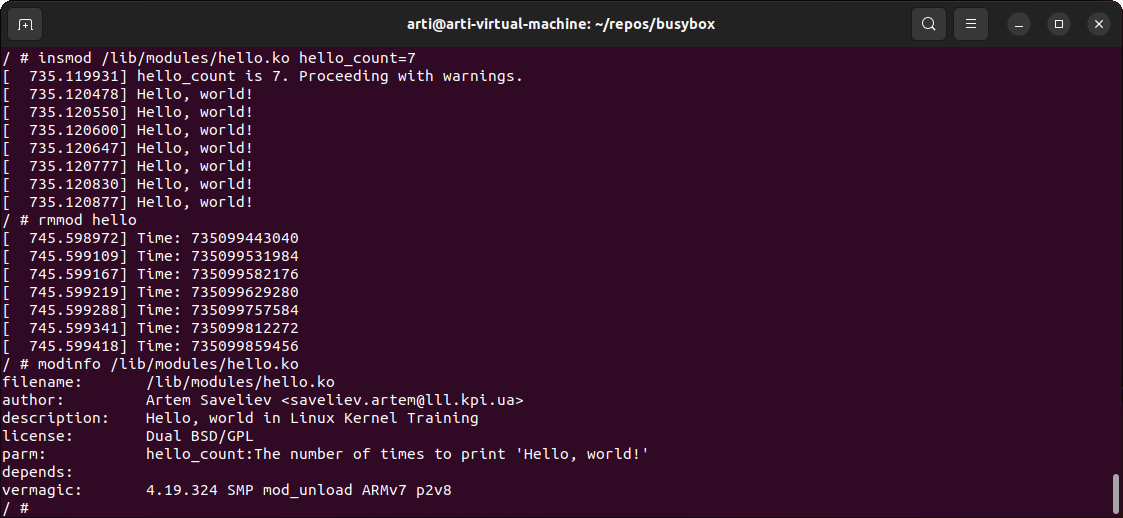 arti@arti-virtual-machine: ~/repos/busybox
/ # insmod /lib/modules/hello.ko hello_count=7
[  735.119931] hello_count is 7. Proceeding with warnings.
[  735.120478] Hello, world!
[  735.120550] Hello, world!
[  735.120600] Hello, world!
[  735.120647] Hello, world!
[  735.120777] Hello, world!
[  735.120830] Hello, world!
[  735.120877] Hello, world!
/ # rmmod hello
[  745.598972] Time: 735099443040
[  745.599109] Time: 735099531984
[  745.599167] Time: 735099582176
[  745.599219] Time: 735099629280
[  745.599288] Time: 735099757584
[  745.599341] Time: 735099812272
[  745.599418] Time: 735099859456
/ # modinfo /lib/modules/hello.ko
filename:       /lib/modules/hello.ko
author:         Artem Saveliev <saveliev.artem@lll.kpi.ua>
description:    Hello, world in Linux Kernel Training
license:        Dual BSD/GPL
parm:           hello_count:The number of times to print 'Hello, world!'
depends:
vermagic:       4.19.324 SMP mod_unload ARMv7 p2v8
/ #